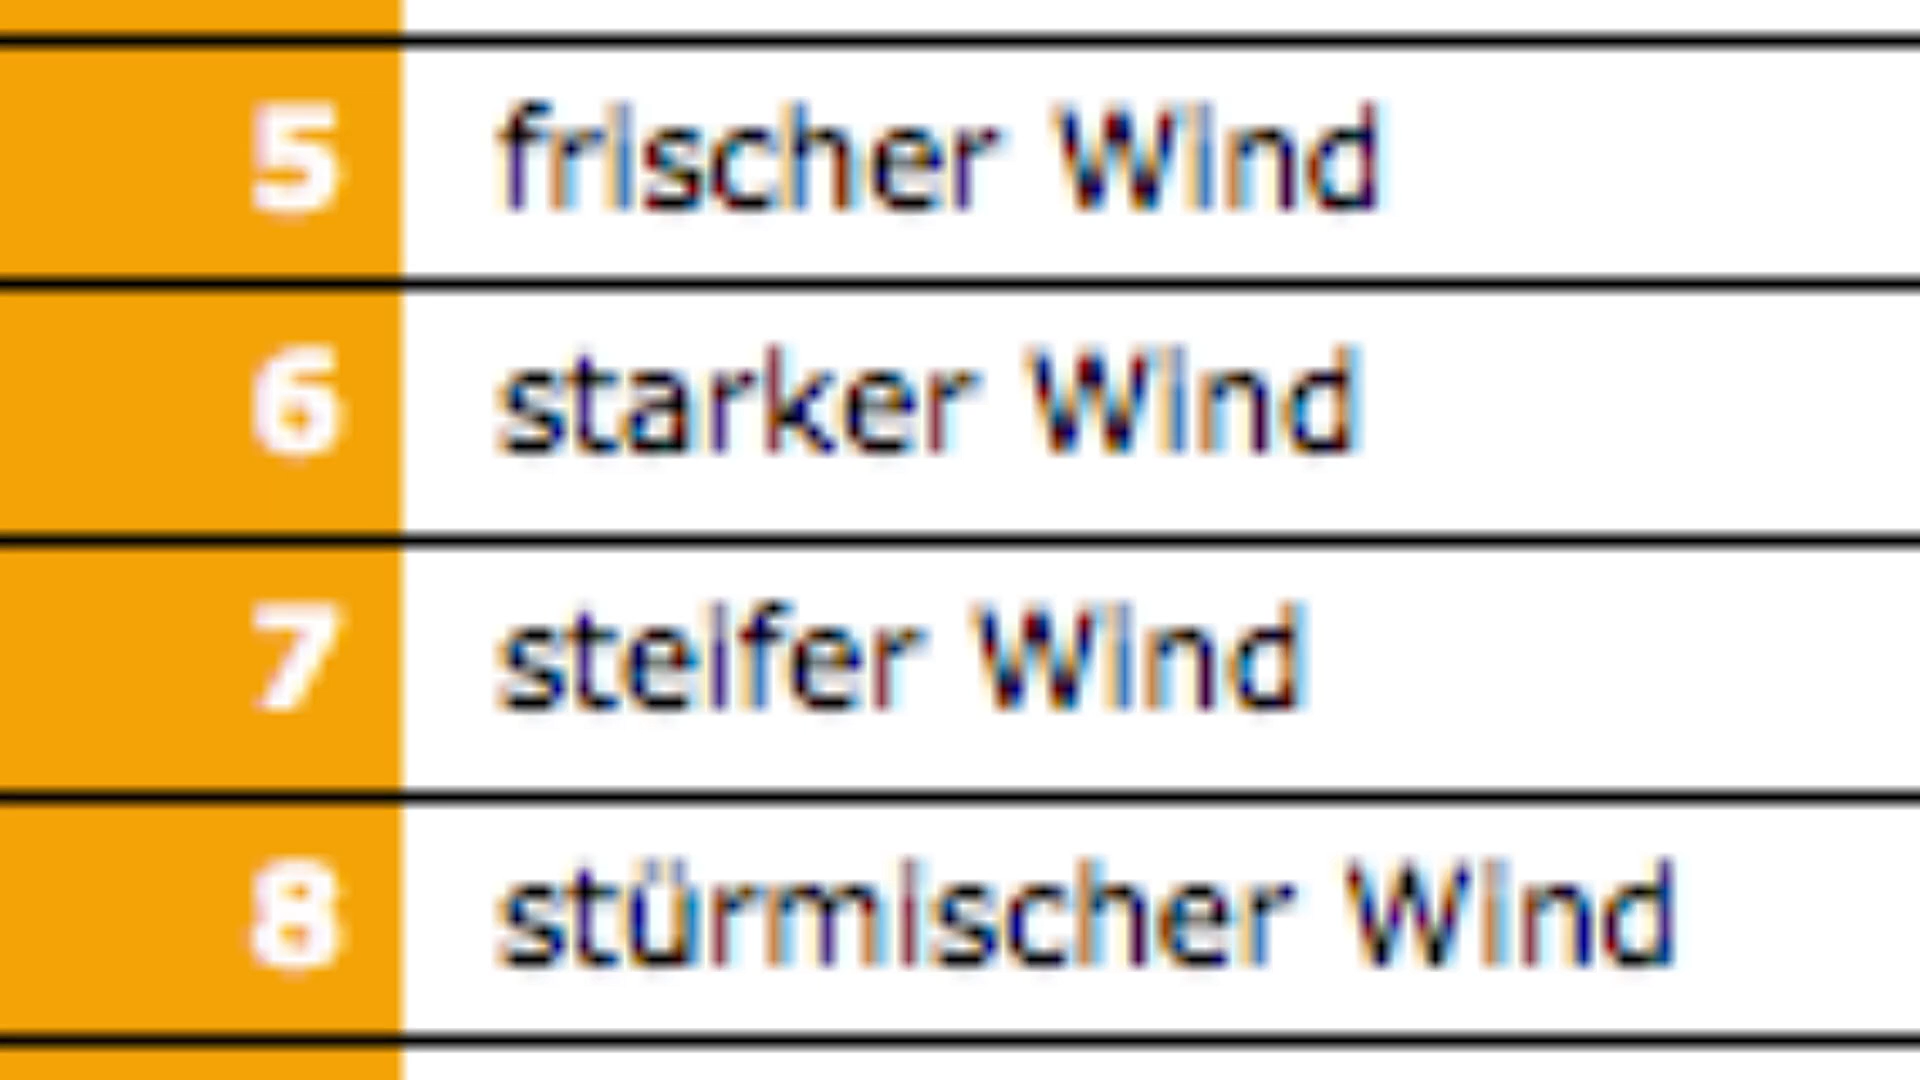 5 frischer Wind
6 starker Wind
7 steifer Wind
8 stürmischer Wind